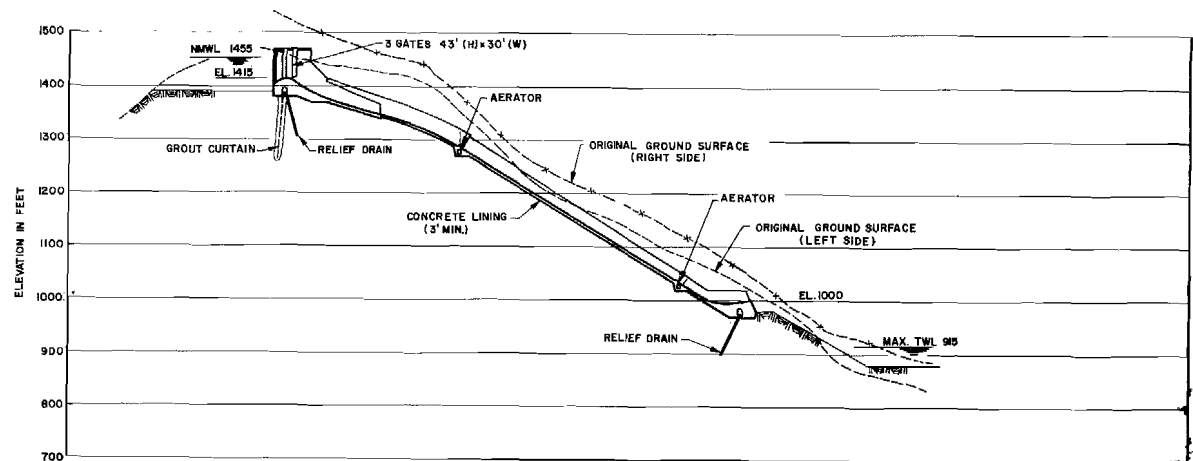 1500
3 GATES 43' (H) x 30' (W)
NMWL 1455
EL. 1415
1400
AERATOR
1300
GROUT CURTAIN
RELIEF DRAIN
ORIGINAL GROUND SURFACE
(RIGHT SIDE)
1200
AERATOR
CONCRETE LINING
(3' MIN.)
ORIGINAL GROUND SURFACE
(LEFT SIDE)
1100
ELEVATION IN FEET
1000
EL. 1000
RELIEF DRAIN
MAX. TWL 915
900
800
700